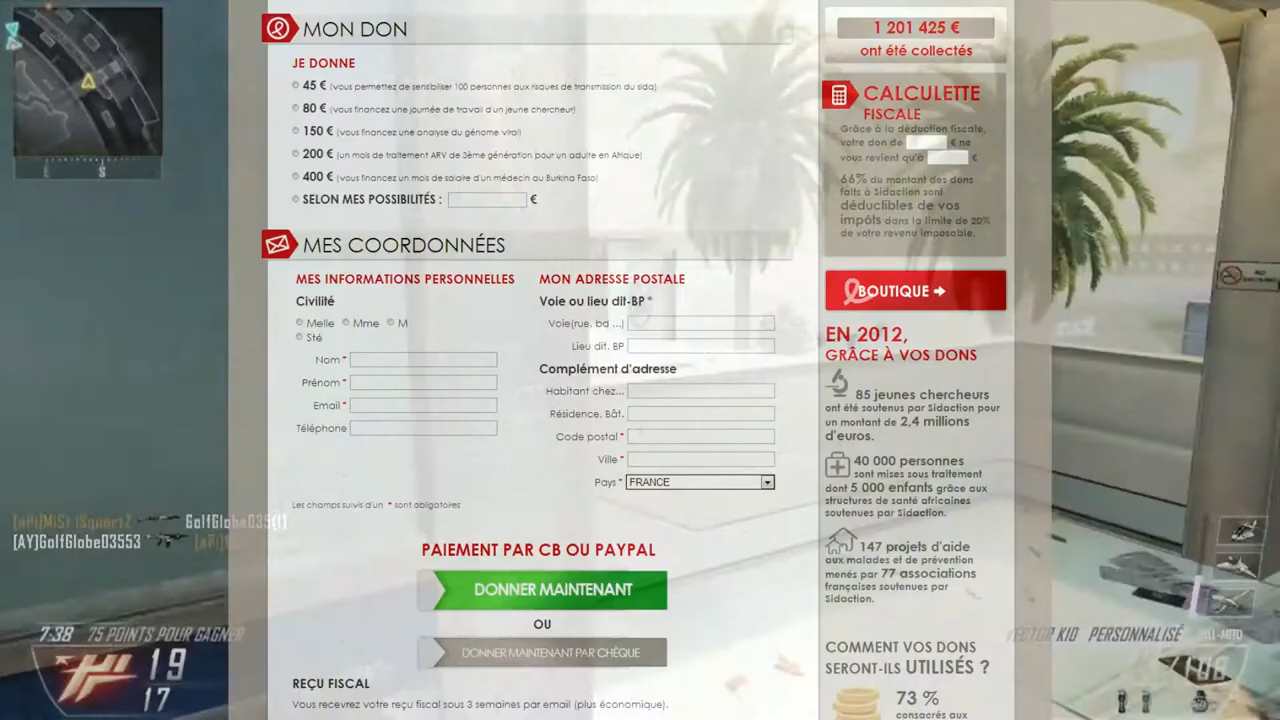 MON DON
JE DONNE
45 € (vous permettez de sensibiliser 100 personnes aux risques de transmission du sida)
80 € (vous financez une journée de travail d'un jeune chercheur)
150 € (vous financez une analyse du génome viral)
200 € (un mois de traitement ARV de 3ème génération pour un adulte en Afrique)
400 € (vous financez un mois de salaire d'un médecin au Burkina Faso)
SELON MES POSSIBILITÉS : €
MES COORDONNÉES
MES INFORMATIONS PERSONNELLES
Civilité
Melle Mme M
Sté
Nom *
Prénom *
Email *
Téléphone
MON ADRESSE POSTALE
Voie ou lieu dit-BP *
Voie(rue, bd ...)
Lieu dit, BP
Complément d'adresse
Habitant chez...
Résidence, Bât.
Code postal *
Ville *
Pays * FRANCE
Les champs suivis d'un * sont obligatoires
PAIEMENT PAR CB OU PAYPAL
DONNER MAINTENANT
OU
DONNER MAINTENANT PAR CHÈQUE
REÇU FISCAL
Vous recevrez votre reçu fiscal sous 3 semaines par email (plus économique).
1 201 425 €
ont été collectés
CALCULETTE
FISCALE
Grâce à la déduction fiscale,
votre don de € ne
vous revient qu'à €
66% du montant des dons
faits à Sidaction sont
déductibles de vos
impôts dans la limite de 20%
de votre revenu imposable.
BOUTIQUE
EN 2012,
GRÂCE À VOS DONS
85 jeunes chercheurs
ont été soutenus par Sidaction pour
un montant de 2,4 millions
d'euros.
40 000 personnes
sont mises sous traitement
dont 5 000 enfants grâce aux
structures de santé africaines
soutenues par Sidaction.
147 projets d'aide
aux malades et de prévention
menés par 77 associations
françaises soutenues par
Sidaction.
COMMENT VOS DONS
SERONT-ILS UTILISÉS ?
73 %
consacrés aux
S
GolfGlobe035(1)
[AY]GolfGlobe03553
7:38 75 POINTS POUR GAGNER
19
17
VECTOR K10 PERSONNALISÉ